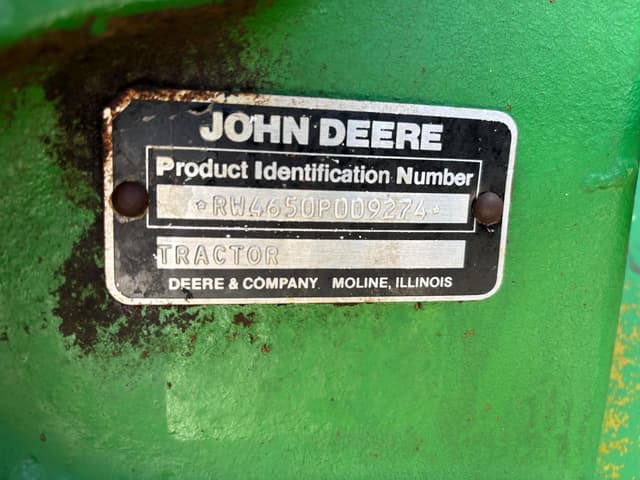 JOHN DEERE
Product Identification Number
*RW4650P009274*
TRACTOR
DEERE & COMPANY MOLINE, ILLINOIS